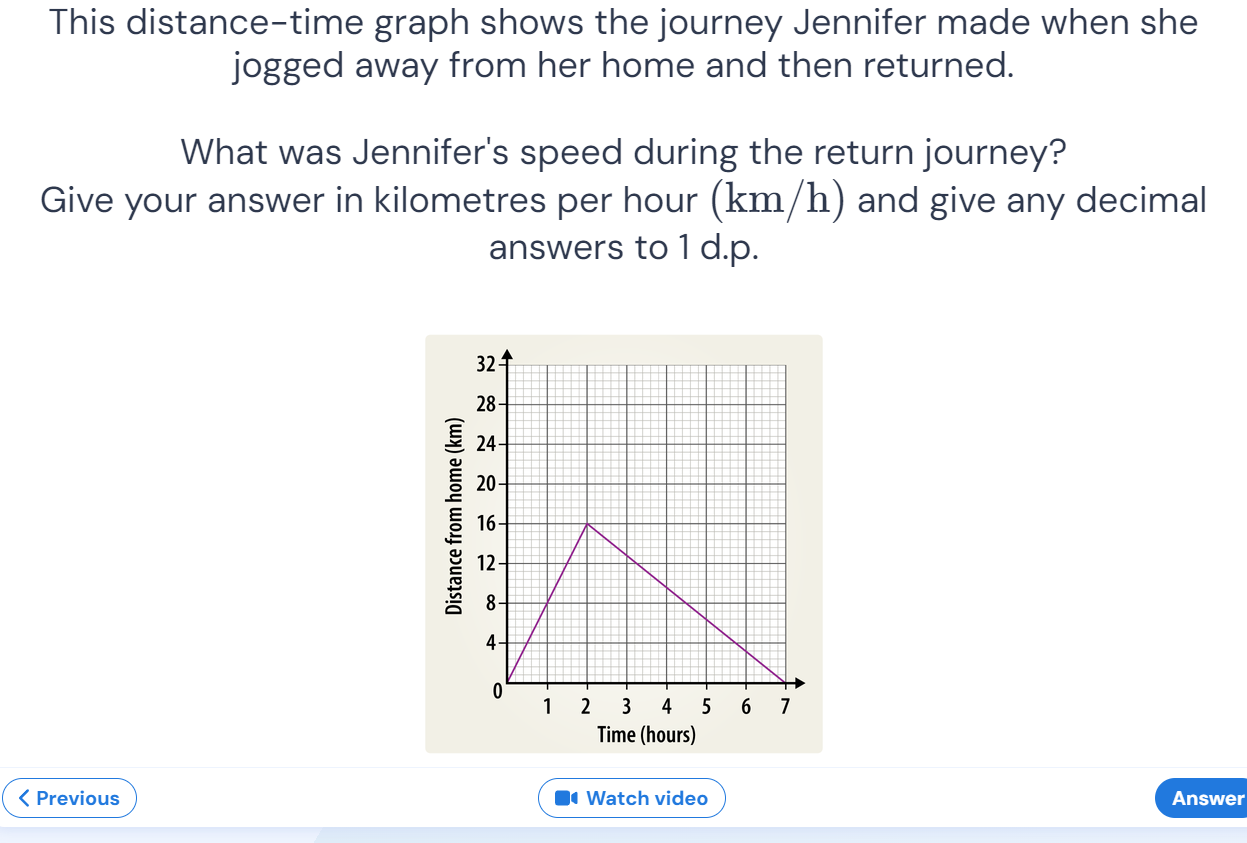 This distance-time graph shows the journey Jennifer made when she
jogged away from her home and then returned.
What was Jennifer's speed during the return journey?
Give your answer in kilometres per hour (km/h) and give any decimal
answers to 1 d.p.
32
28
24
20
16
12
8
4
0
1 2 3 4 5 6 7
Distance from home (km)
Time (hours)
Previous
Watch video
Answer